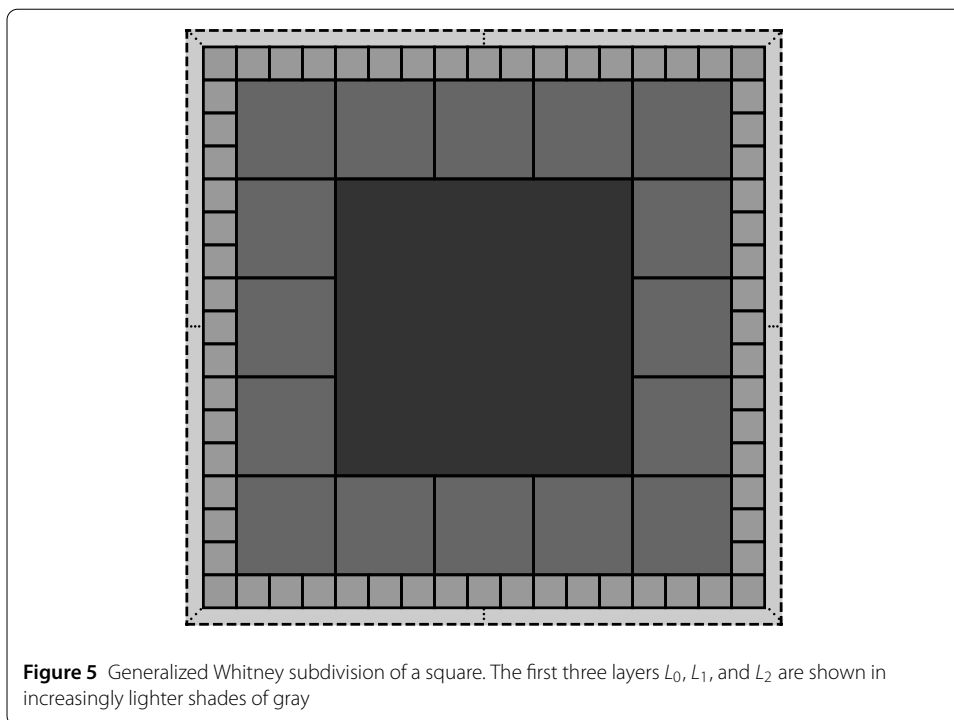 Figure 5 Generalized Whitney subdivision of a square. The first three layers L₀, L₁, and L₂ are shown in
increasingly lighter shades of gray